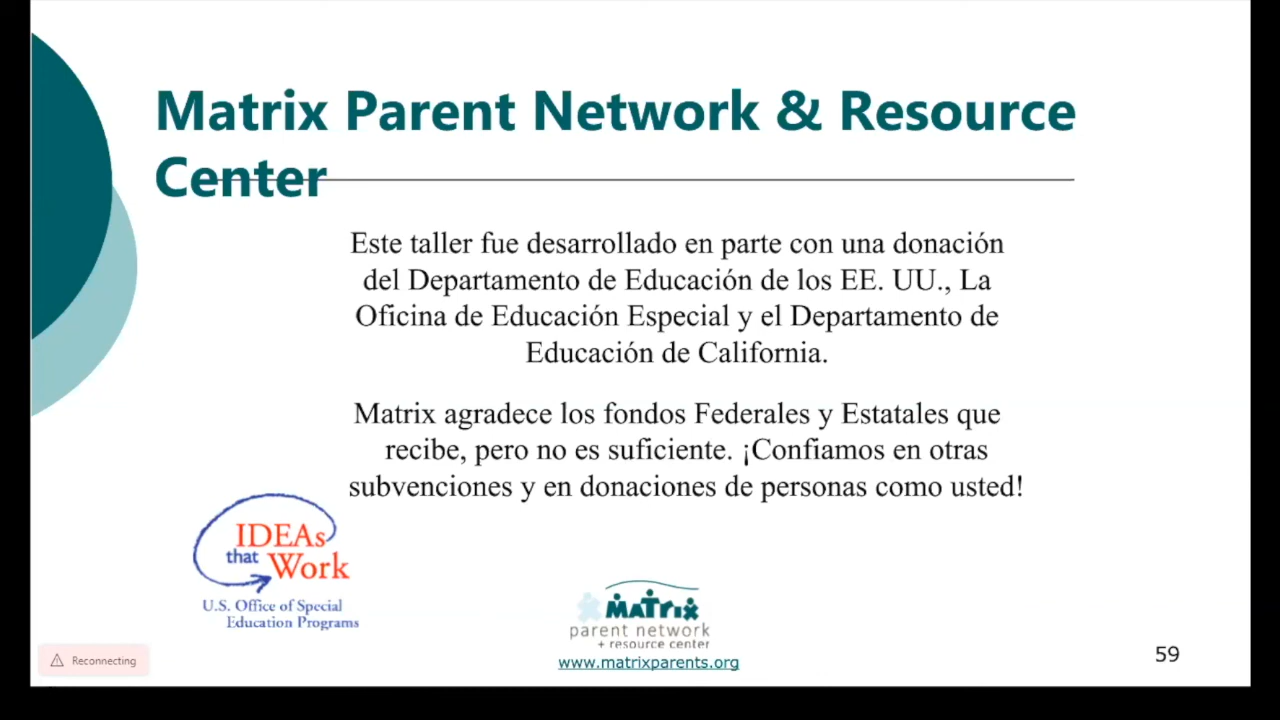 Matrix Parent Network & Resource
Center
Este taller fue desarrollado en parte con una donación
del Departamento de Educación de los EE. UU., La
Oficina de Educación Especial y el Departamento de
Educación de California.
Matrix agradece los fondos Federales y Estatales que
recibe, pero no es suficiente. ¡Confiamos en otras
subvenciones y en donaciones de personas como usted!
IDEAs
that Work
U.S. Office of Special
Education Programs
MATRIX
parent network
+ resource center
www.matrixparents.org
Reconnecting
59